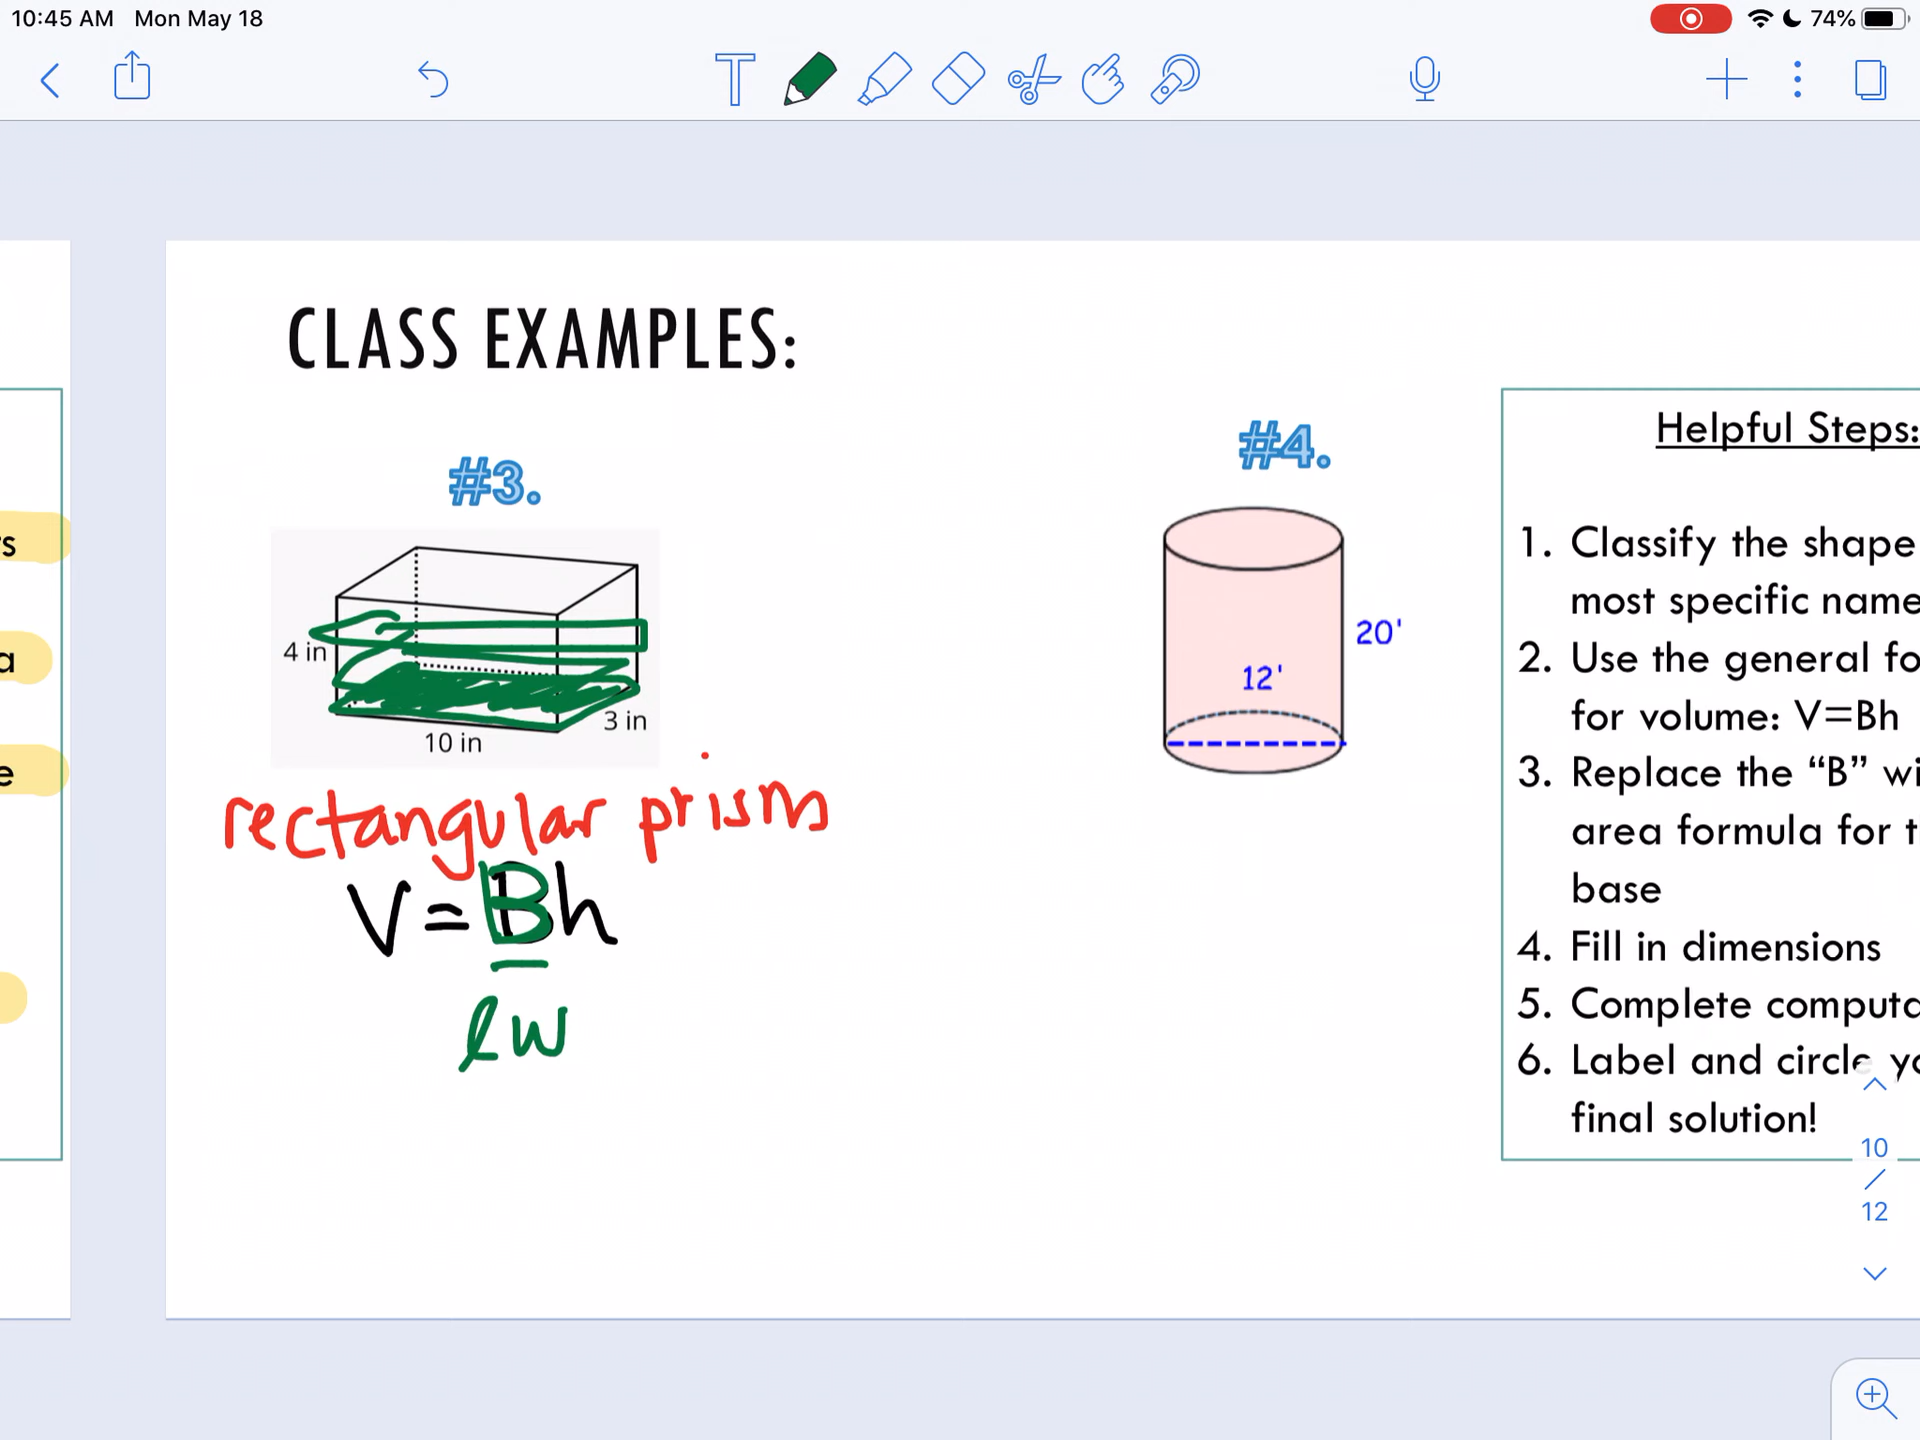 10:45 AM Mon May 18
74%
CLASS EXAMPLES:
#3.
4 in
3 in
10 in
rectangular prism
V=Bh
lw
#4.
20'
12'
Helpful Steps:
1. Classify the shape
most specific name
2. Use the general fo
for volume: V=Bh
3. Replace the “B” wi
area formula for t
base
4. Fill in dimensions
5. Complete computa
6. Label and circle yo
final solution!
s
a
e
10
/
12